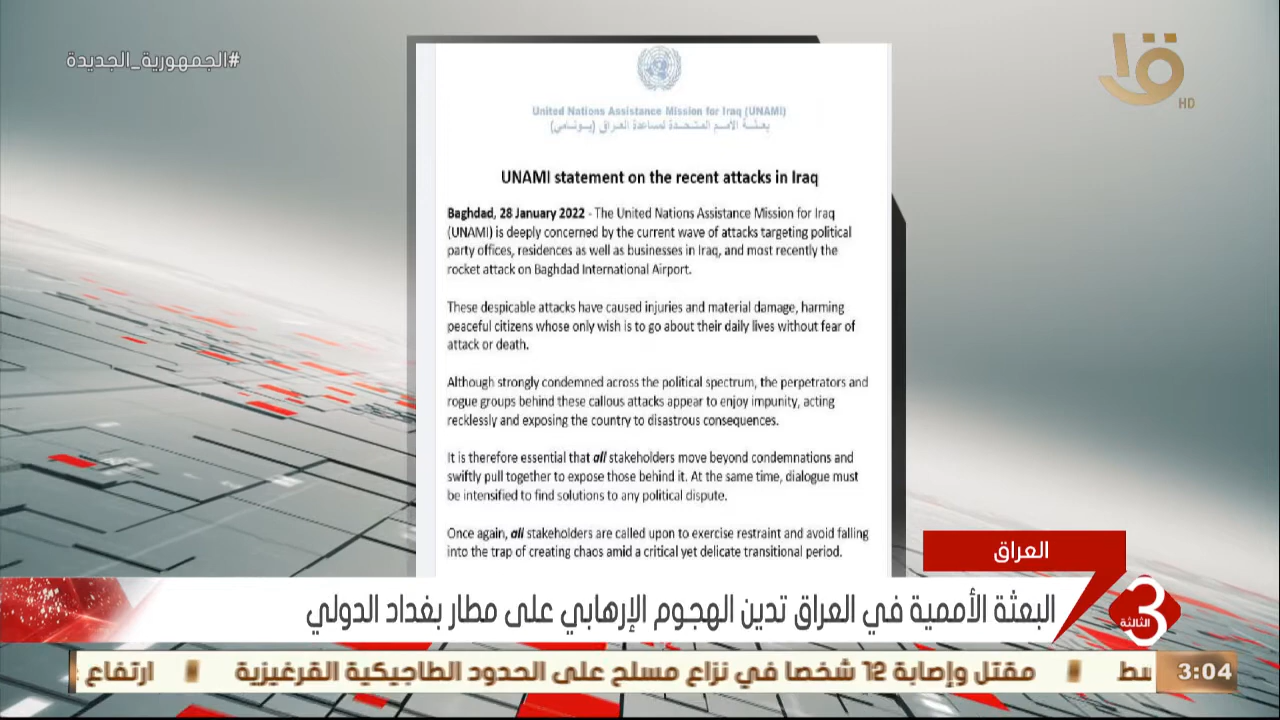 #الجمهورية_الجديدة
HD
United Nations Assistance Mission for Iraq (UNAMI)
بعثة الأمم المتحدة لمساعدة العراق (يونامي)
UNAMI statement on the recent attacks in Iraq
Baghdad, 28 January 2022 - The United Nations Assistance Mission for Iraq
(UNAMI) is deeply concerned by the current wave of attacks targeting political
party offices, residences as well as businesses in Iraq, and most recently the
rocket attack on Baghdad International Airport.
These despicable attacks have caused injuries and material damage, harming
peaceful citizens whose only wish is to go about their daily lives without fear of
attack or death.
Although strongly condemned across the political spectrum, the perpetrators and
rogue groups behind these callous attacks appear to enjoy impunity, acting
recklessly and exposing the country to disastrous consequences.
It is therefore essential that all stakeholders move beyond condemnations and
swiftly pull together to expose those behind it. At the same time, dialogue must
be intensified to find solutions to any political dispute.
Once again, all stakeholders are called upon to exercise restraint and avoid falling
into the trap of creating chaos amid a critical yet delicate transitional period.
العراق
3 الثالثة
البعثة الأممية في العراق تدين الهجوم الإرهابي على مطار بغداد الدولي
مقتل وإصابة 12 شخصا في نزاع مسلح على الحدود الطاجيكية القرغيزية ارتفاع
3:04